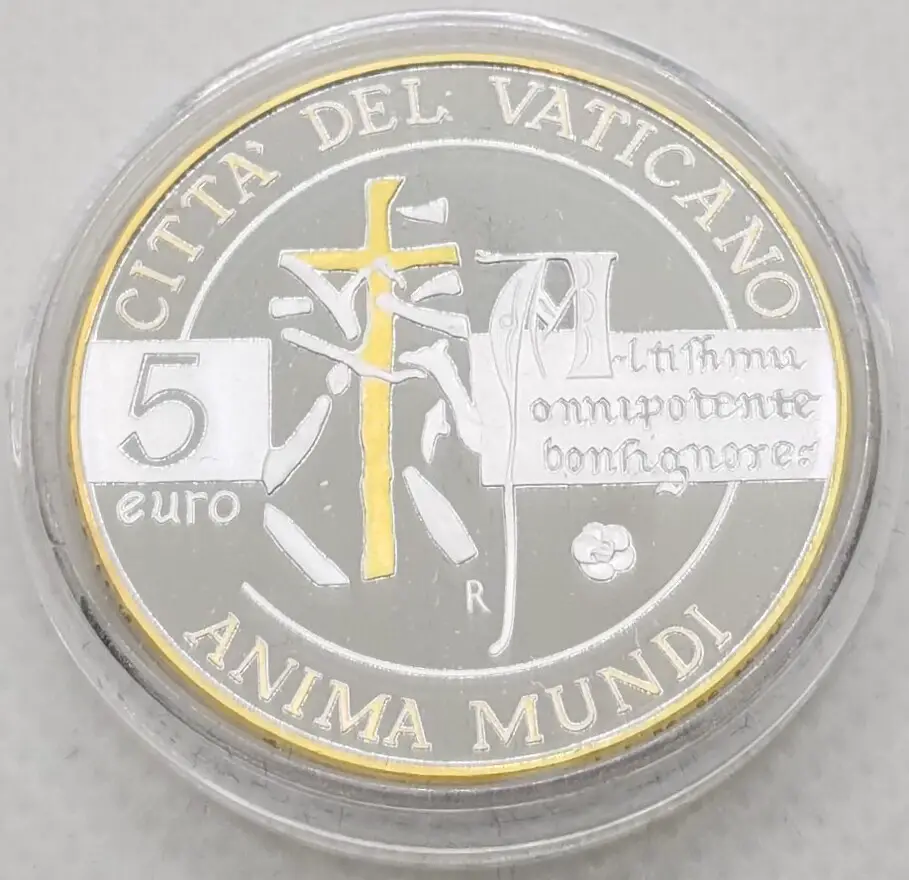 CITTA' DEL VATICANO
5
euro
Altissimu
onnipotente
bonsignore:
R
ANIMA MUNDI